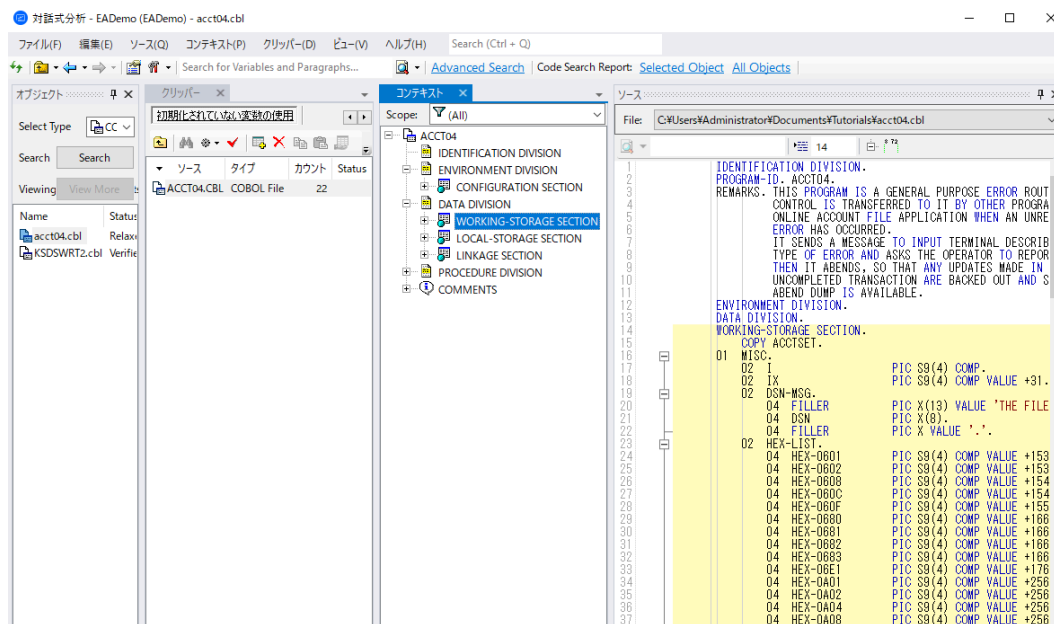 対話式分析 - EADemo (EADemo) - acct04.cbl
ファイル(F) 編集(E) ソース(Q) コンテキスト(P) クリッパー(D) ビュー(V) ヘルプ(H) Search (Ctrl + Q)
Search for Variables and Paragraphs... Advanced Search Code Search Report: Selected Object All Objects
オブジェクト
Select Type CC
Search Search
Viewing View More
Name Status
acct04.cbl Relaxe
KSDSWRT2.cbl Verifie
クリッパー
初期化されていない変数の使用
ソース タイプ カウント Status
ACCT04.CBL COBOL File 22
コンテキスト
Scope: (All)
ACCT04
IDENTIFICATION DIVISION
ENVIRONMENT DIVISION
CONFIGURATION SECTION
DATA DIVISION
WORKING-STORAGE SECTION
LOCAL-STORAGE SECTION
LINKAGE SECTION
PROCEDURE DIVISION
COMMENTS
ソース
File: C:¥Users¥Administrator¥Documents¥Tutorials¥acct04.cbl
14
1 IDENTIFICATION DIVISION.
2 PROGRAM-ID. ACCT04.
3 REMARKS. THIS PROGRAM IS A GENERAL PURPOSE ERROR ROUT
4 CONTROL IS TRANSFERRED TO IT BY OTHER PROGRA
5 ONLINE ACCOUNT FILE APPLICATION WHEN AN UNRE
6 ERROR HAS OCCURRED.
7 IT SENDS A MESSAGE TO INPUT TERMINAL DESCRIB
8 TYPE OF ERROR AND ASKS THE OPERATOR TO REPOR
9 THEN IT ABENDS, SO THAT ANY UPDATES MADE IN
10 UNCOMPLETED TRANSACTION ARE BACKED OUT AND S
11 ABEND DUMP IS AVAILABLE.
12 ENVIRONMENT DIVISION.
13 DATA DIVISION.
14 WORKING-STORAGE SECTION.
15 COPY ACCTSET.
16 01 MISC.
17 02 I PIC S9(4) COMP.
18 02 IX PIC S9(4) COMP VALUE +31.
19 02 DSN-MSG.
20 04 FILLER PIC X(13) VALUE 'THE FILE
21 04 DSN PIC X(8).
22 04 FILLER PIC X VALUE '.'.
23 02 HEX-LIST.
24 04 HEX-0601 PIC S9(4) COMP VALUE +153
25 04 HEX-0602 PIC S9(4) COMP VALUE +153
26 04 HEX-0608 PIC S9(4) COMP VALUE +154
27 04 HEX-060C PIC S9(4) COMP VALUE +154
28 04 HEX-060F PIC S9(4) COMP VALUE +155
29 04 HEX-0680 PIC S9(4) COMP VALUE +166
30 04 HEX-0681 PIC S9(4) COMP VALUE +166
31 04 HEX-0682 PIC S9(4) COMP VALUE +166
32 04 HEX-0683 PIC S9(4) COMP VALUE +166
33 04 HEX-06E1 PIC S9(4) COMP VALUE +176
34 04 HEX-0A01 PIC S9(4) COMP VALUE +256
35 04 HEX-0A02 PIC S9(4) COMP VALUE +256
36 04 HEX-0A04 PIC S9(4) COMP VALUE +256
37 04 HEX-0A08 PIC S9(4) COMP VALUE +256